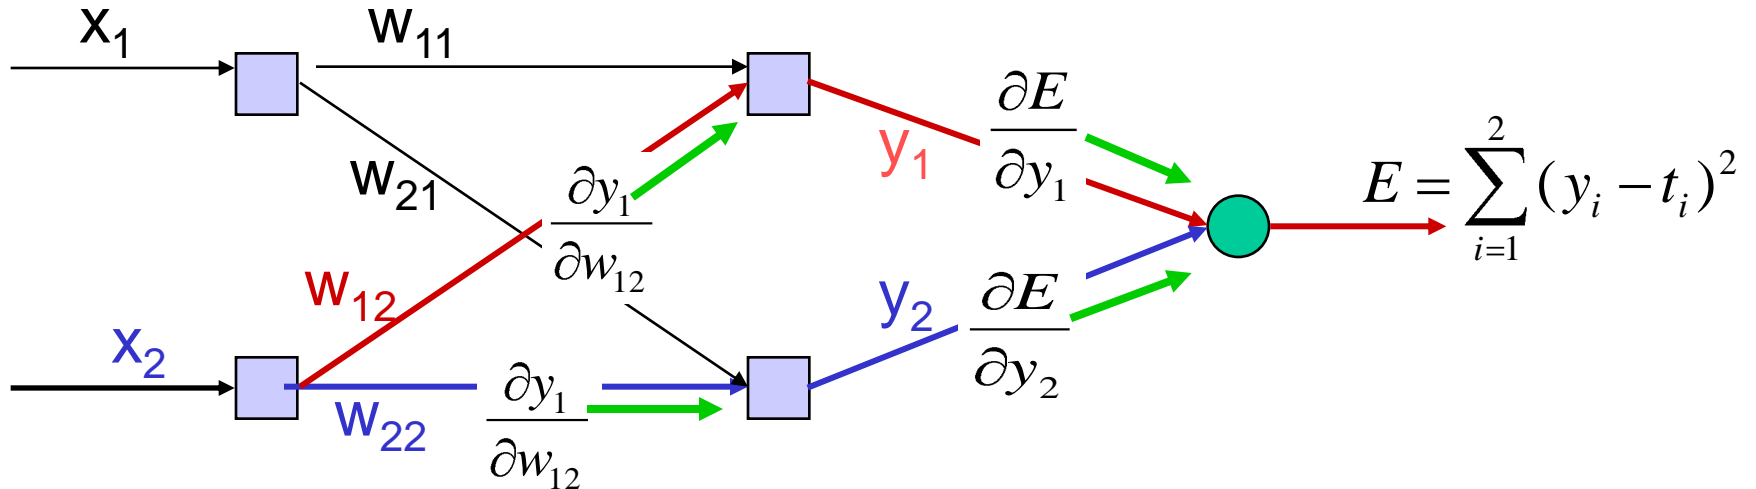 x₁
w₁₁
w₂₁
∂y₁/∂w₁₂
w₁₂
x₂
w₂₂
∂y₁/∂w₁₂
y₁
∂E/∂y₁
y₂
∂E/∂y₂
E = ∑_{i=1}^{2} (y_i − t_i)²